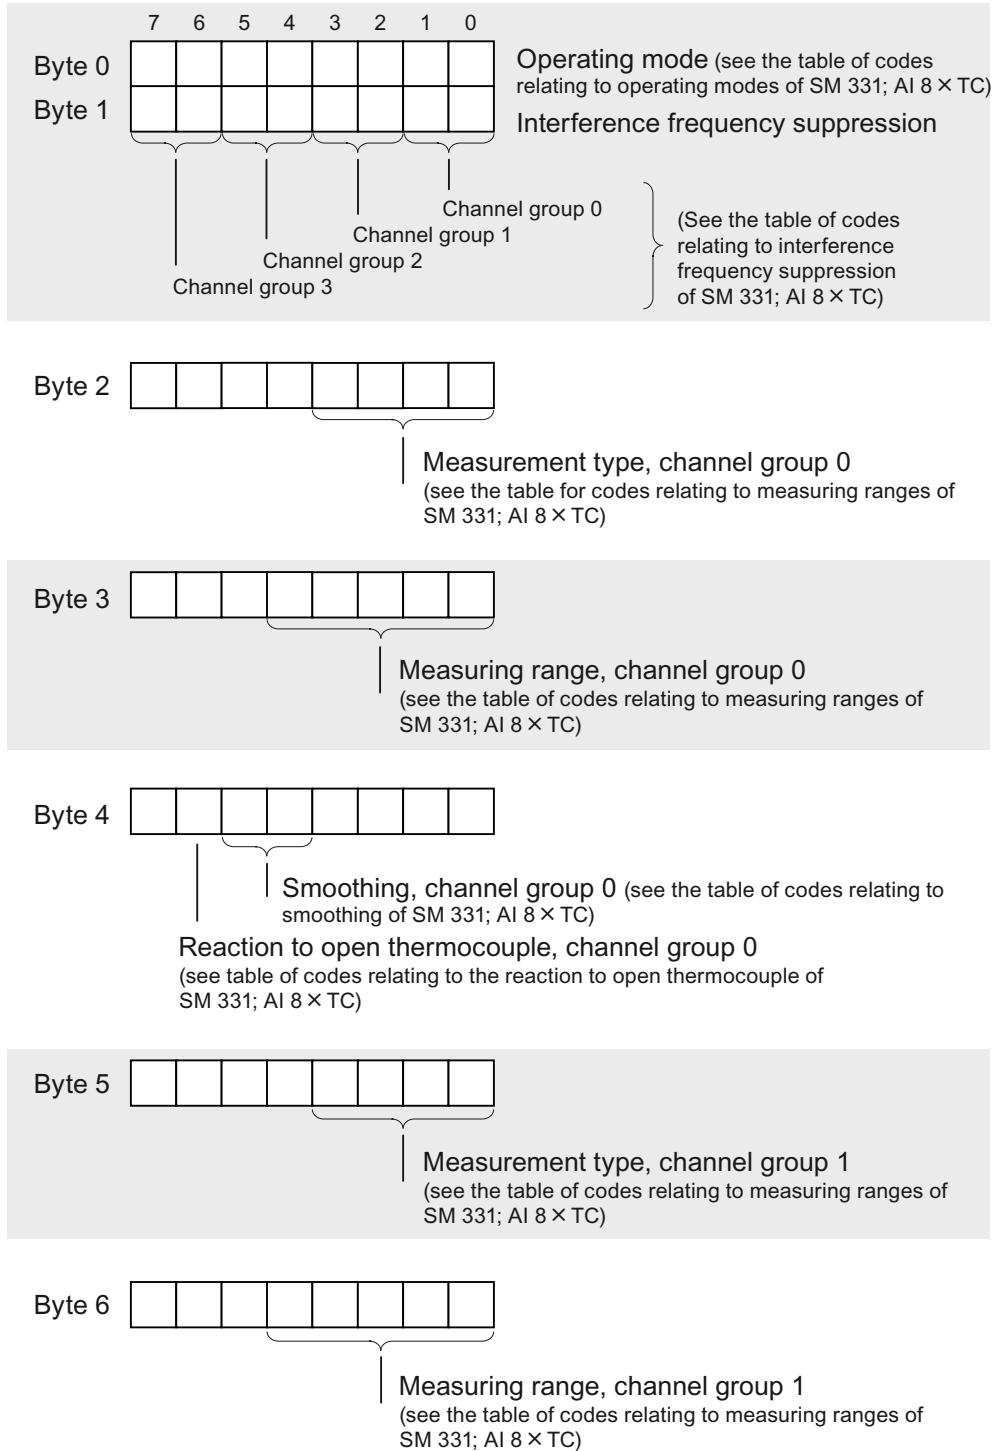 7 6 5 4 3 2 1 0
Byte 0
Operating mode (see the table of codes
relating to operating modes of SM 331; AI 8 × TC)
Byte 1
Interference frequency suppression
Channel group 0
Channel group 1
Channel group 2
Channel group 3
(See the table of codes
relating to interference
frequency suppression
of SM 331; AI 8 × TC)
Byte 2
Measurement type, channel group 0
(see the table for codes relating to measuring ranges of
SM 331; AI 8 × TC)
Byte 3
Measuring range, channel group 0
(see the table of codes relating to measuring ranges of
SM 331; AI 8 × TC)
Byte 4
Smoothing, channel group 0 (see the table of codes relating to
smoothing of SM 331; AI 8 × TC)
Reaction to open thermocouple, channel group 0
(see table of codes relating to the reaction to open thermocouple of
SM 331; AI 8 × TC)
Byte 5
Measurement type, channel group 1
(see the table of codes relating to measuring ranges of
SM 331; AI 8 × TC)
Byte 6
Measuring range, channel group 1
(see the table of codes relating to measuring ranges of
SM 331; AI 8 × TC)